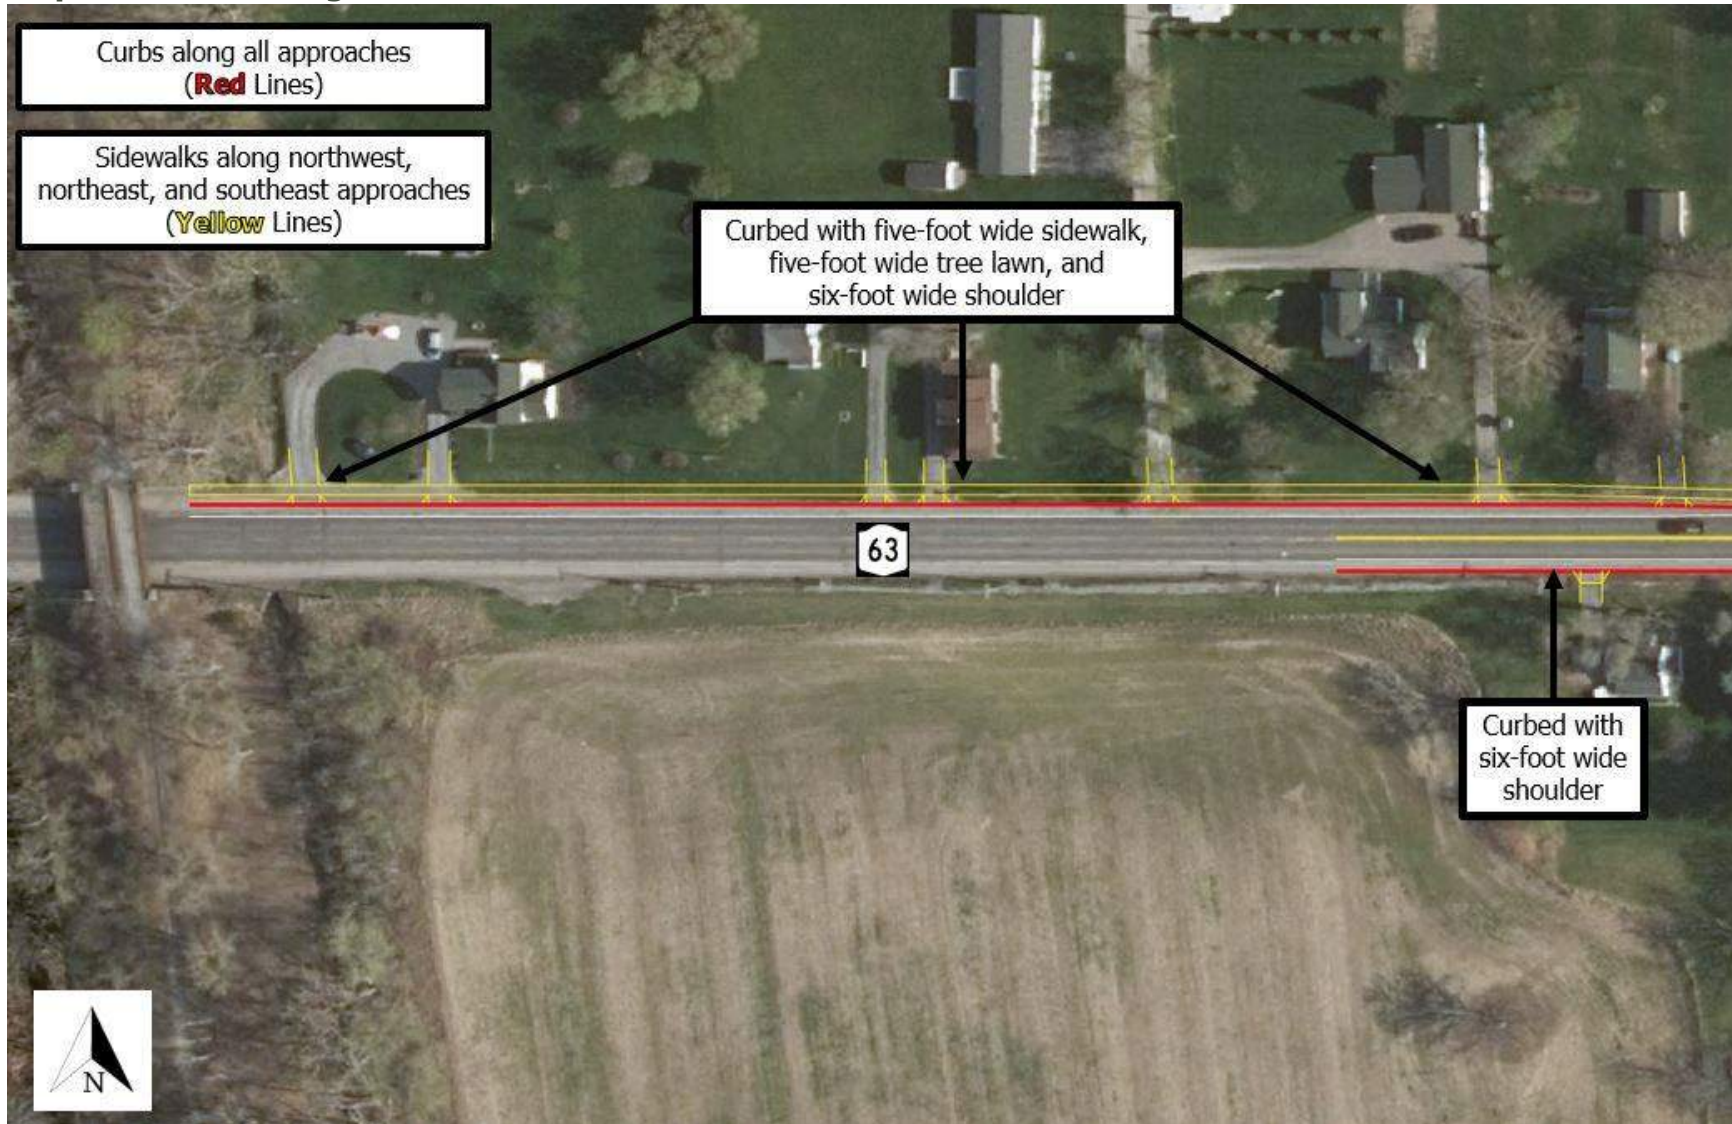 Curbs along all approaches
(Red Lines)
Sidewalks along northwest,
northeast, and southeast approaches
(Yellow Lines)
Curbed with five-foot wide sidewalk,
five-foot wide tree lawn, and
six-foot wide shoulder
63
Curbed with
six-foot wide
shoulder
N